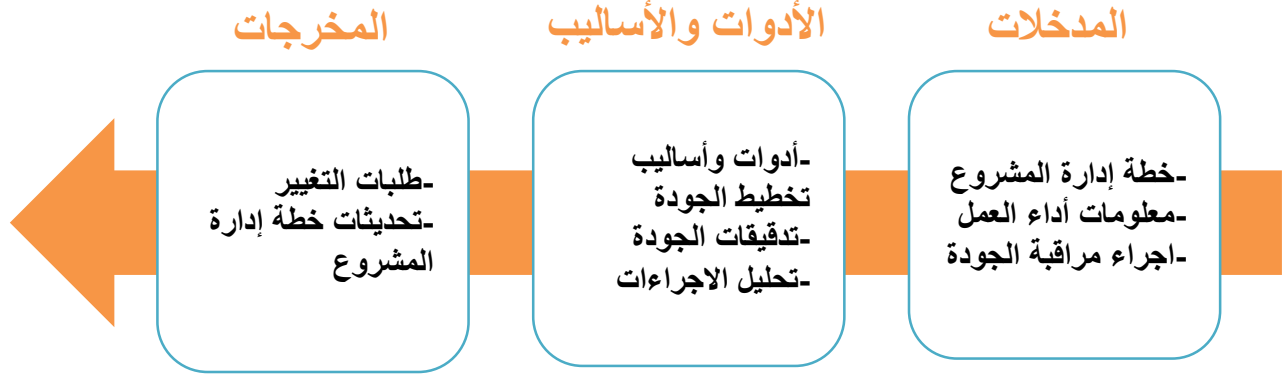 المدخلات
-خطة إدارة المشروع
-معلومات أداء العمل
-اجراء مراقبة الجودة
الأدوات والأساليب
-أدوات وأساليب
تخطيط الجودة
-تدقيقات الجودة
-تحليل الاجراءات
المخرجات
-طلبات التغيير
-تحديثات خطة إدارة
المشروع